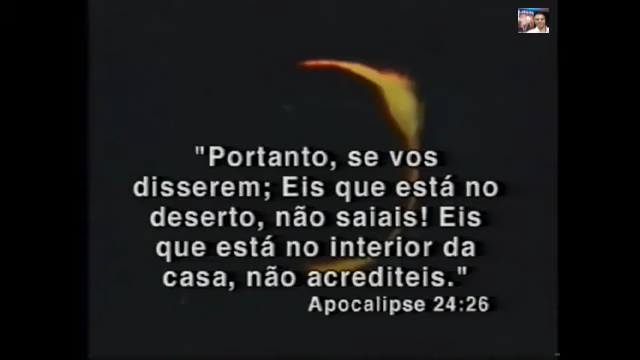 "Portanto, se vos
disserem; Eis que está no
deserto, não saiais! Eis
que está no interior da
casa, não acrediteis."
Apocalipse 24:26